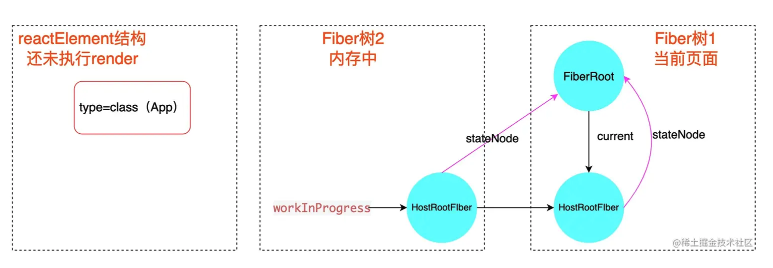 reactElement结构
还未执行render
type=class（App）
Fiber树2
内存中
stateNode
workInProgress
HostRootFIber
Fiber树1
当前页面
FiberRoot
current
stateNode
HostRootFIber
@稀土掘金技术社区